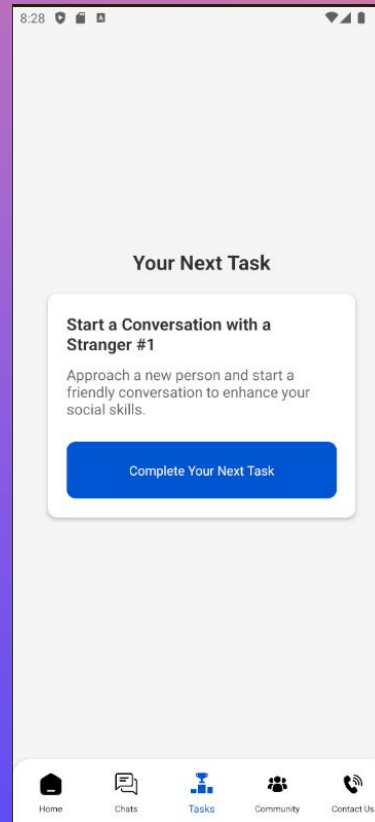 8:28
Your Next Task
Start a Conversation with a
Stranger #1
Approach a new person and start a
friendly conversation to enhance your
social skills.
Complete Your Next Task
Home
Chats
Tasks
Community
Contact Us